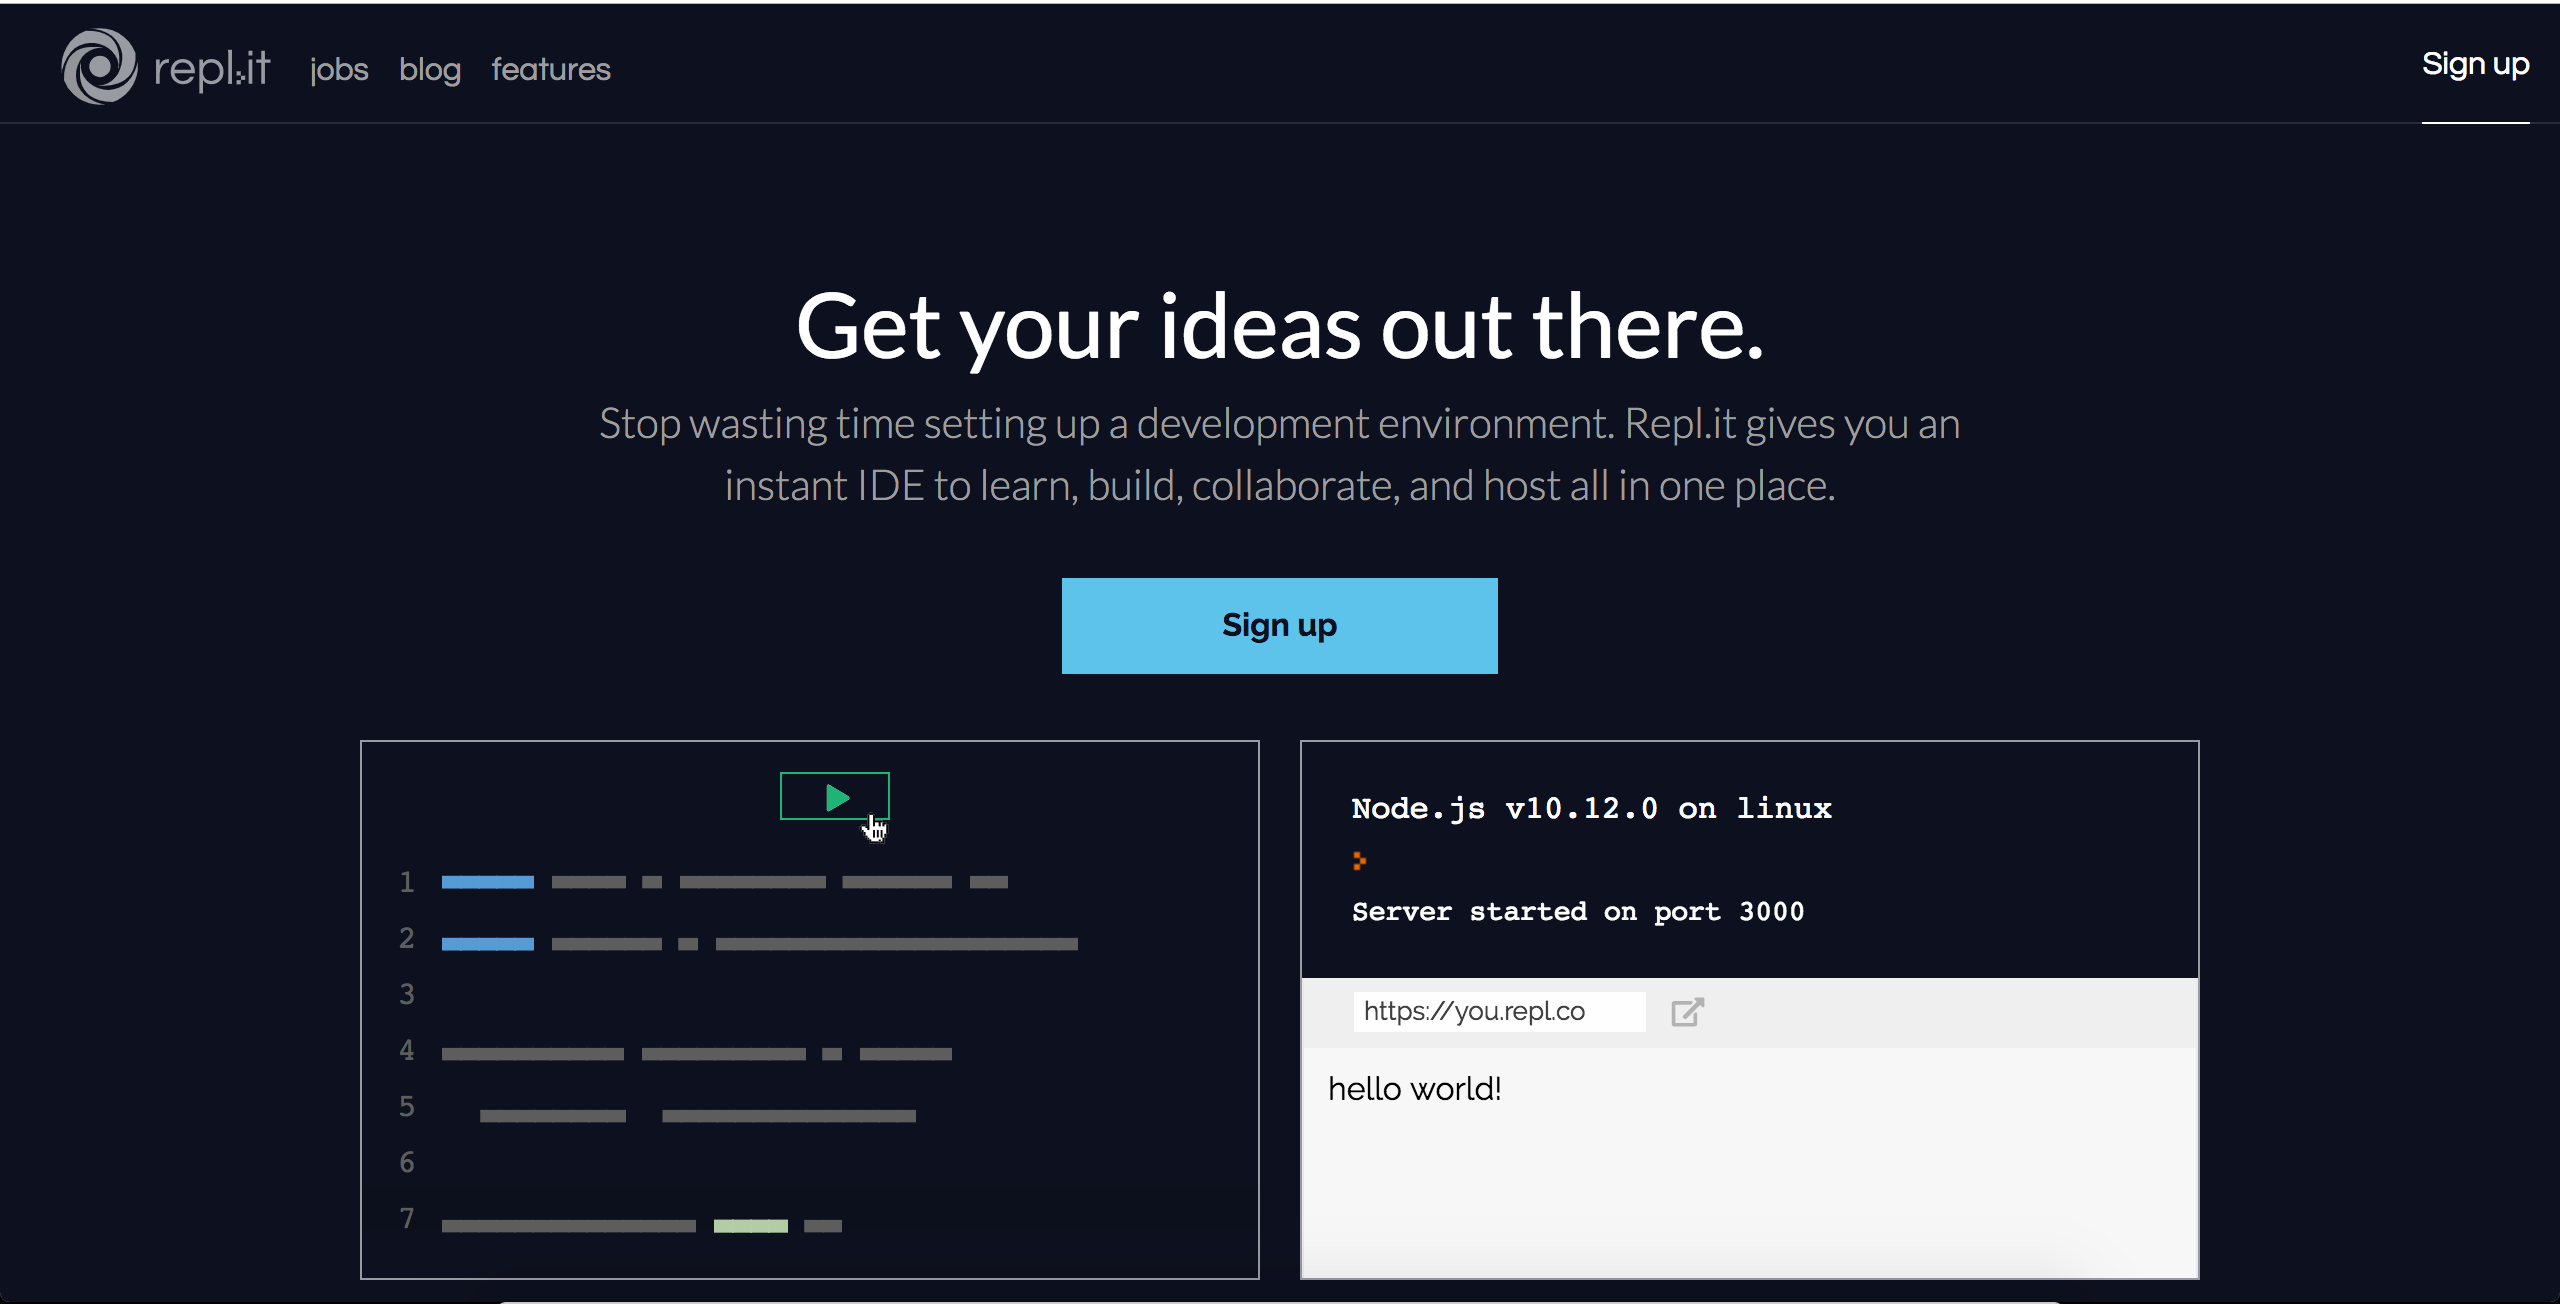 repl.it jobs blog features Sign up
Get your ideas out there.
Stop wasting time setting up a development environment. Repl.it gives you an
instant IDE to learn, build, collaborate, and host all in one place.
Sign up
1
2
3
4
5
6
7
Node.js v10.12.0 on linux
Server started on port 3000
https://you.repl.co
hello world!